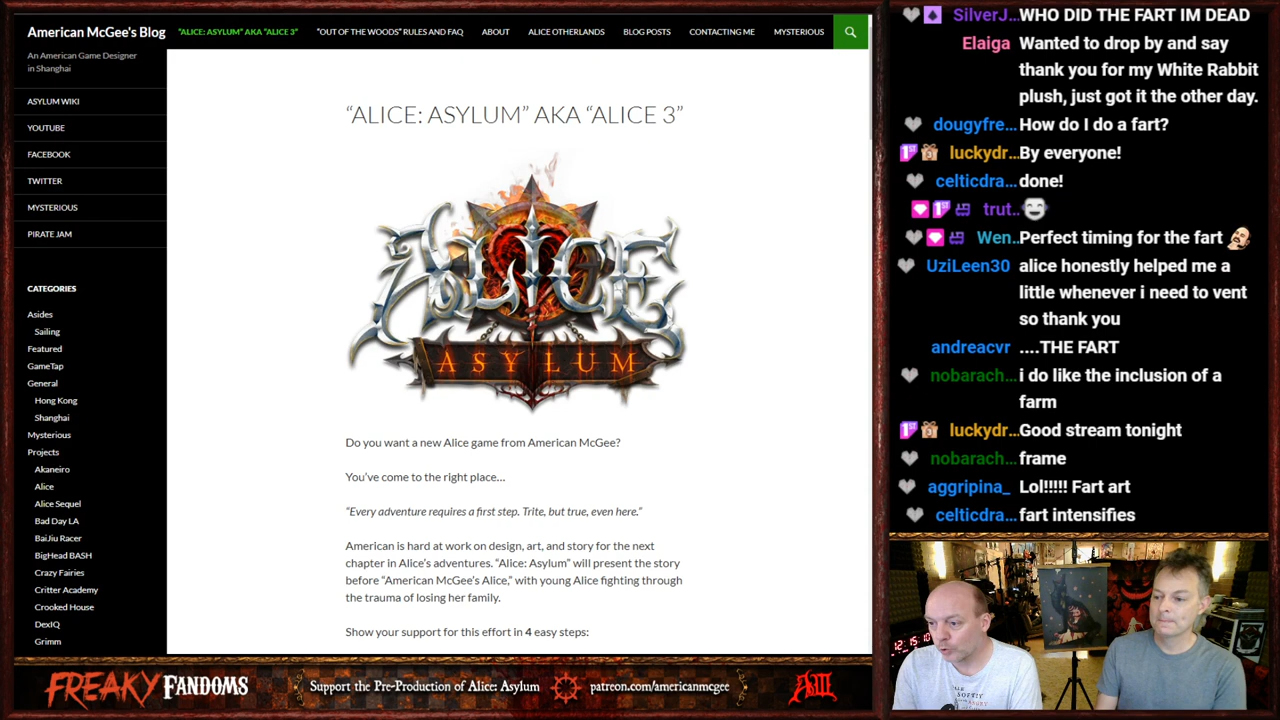 American McGee's Blog
"ALICE: ASYLUM" AKA "ALICE 3"
"OUT OF THE WOODS" RULES AND FAQ
ABOUT
ALICE OTHERLANDS
BLOG POSTS
CONTACTING ME
MYSTERIOUS
An American Game Designer
in Shanghai
ASYLUM WIKI
YOUTUBE
FACEBOOK
TWITTER
MYSTERIOUS
PIRATE JAM
CATEGORIES
Asides
Sailing
Featured
GameTap
General
Hong Kong
Shanghai
Mysterious
Projects
Akaneiro
Alice
Alice Sequel
Bad Day LA
BaiJiu Racer
BigHead BASH
Crazy Fairies
Critter Academy
Crooked House
DexIQ
Grimm
"ALICE: ASYLUM" AKA "ALICE 3"
ALICE
ASYLUM
Do you want a new Alice game from American McGee?
You've come to the right place...
"Every adventure requires a first step. Trite, but true, even here."
American is hard at work on design, art, and story for the next
chapter in Alice's adventures. "Alice: Asylum" will present the story
before "American McGee's Alice," with young Alice fighting through
the trauma of losing her family.
Show your support for this effort in 4 easy steps:
SilverJ... WHO DID THE FART IM DEAD
Elaiga Wanted to drop by and say
thank you for my White Rabbit
plush, just got it the other day.
dougyfre... How do I do a fart?
luckydr... By everyone!
celticdra... done!
trut..
Wen.. Perfect timing for the fart
UziLeen30 alice honestly helped me a
little whenever i need to vent
so thank you
andreacvr ....THE FART
nobarach... i do like the inclusion of a
farm
luckydr... Good stream tonight
nobarach... frame
aggripina_ Lol!!!!! Fart art
celticdra... fart intensifies
FREAKY FANDOMS
Support the Pre-Production of Alice: Asylum
patreon.com/americanmcgee